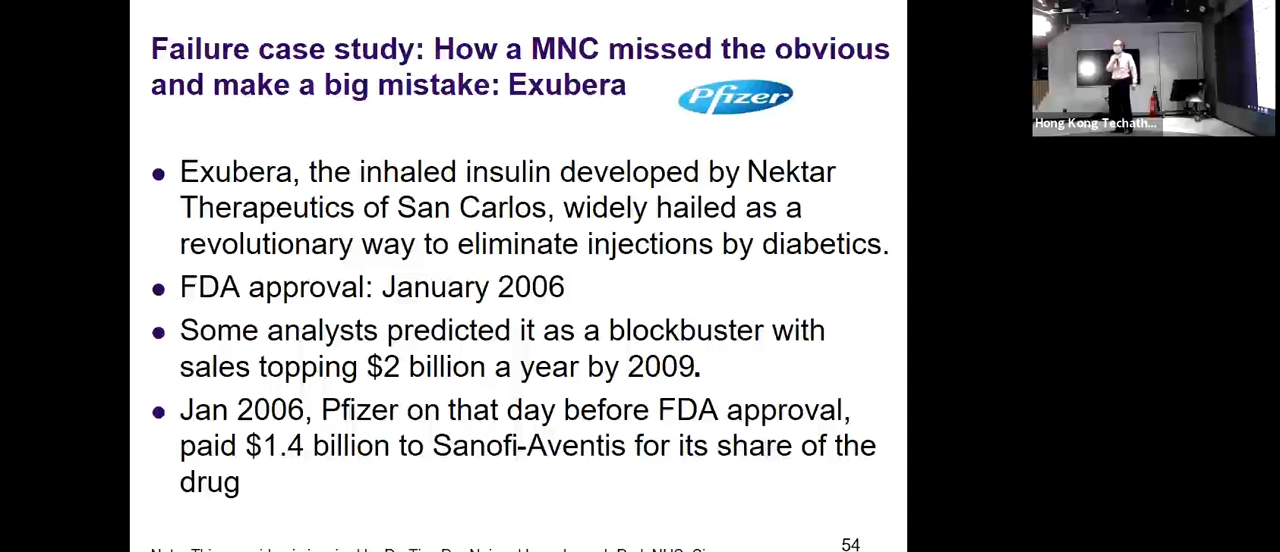 Failure case study: How a MNC missed the obvious
and make a big mistake: Exubera
Pfizer
● Exubera, the inhaled insulin developed by Nektar
Therapeutics of San Carlos, widely hailed as a
revolutionary way to eliminate injections by diabetics.
● FDA approval: January 2006
● Some analysts predicted it as a blockbuster with
sales topping $2 billion a year by 2009.
● Jan 2006, Pfizer on that day before FDA approval,
paid $1.4 billion to Sanofi-Aventis for its share of the
drug
54
Hong Kong Techath...